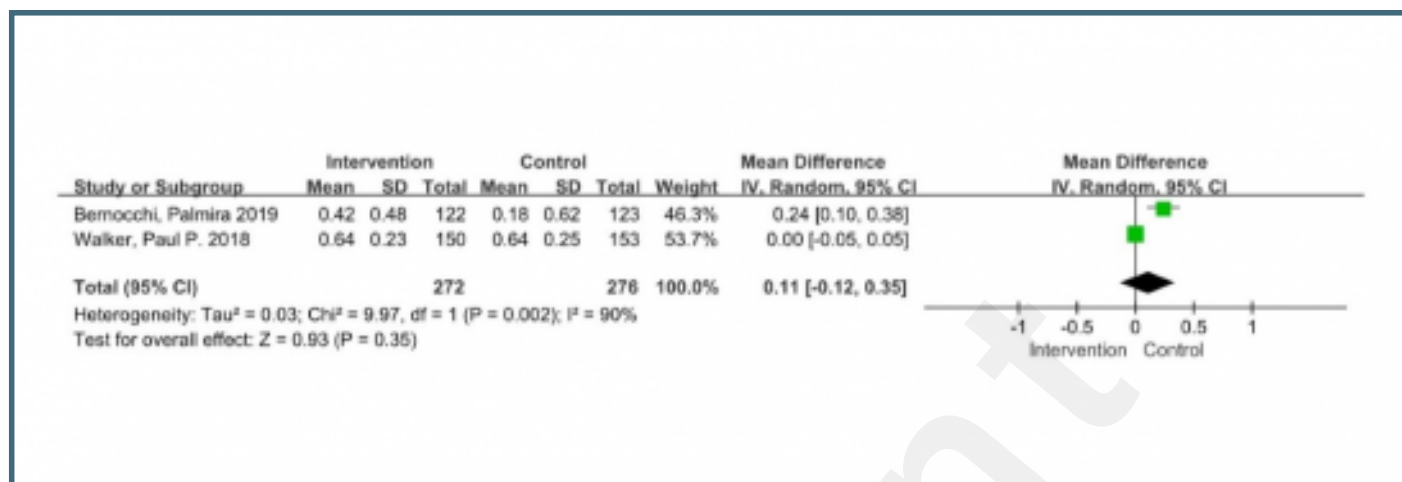 Intervention Control Mean Difference Mean Difference
Study or Subgroup Mean SD Total Mean SD Total Weight IV, Random, 95% CI IV, Random, 95% CI
Bernocchi, Palmira 2019 0.42 0.48 122 0.18 0.62 123 46.3% 0.24 [0.10, 0.38]
Walker, Paul P. 2018 0.64 0.23 150 0.64 0.25 153 53.7% 0.00 [-0.05, 0.05]
Total (95% CI) 272 276 100.0% 0.11 [-0.12, 0.35]
Heterogeneity: Tau² = 0.03; Chi² = 9.97, df = 1 (P = 0.002); I² = 90%
Test for overall effect: Z = 0.93 (P = 0.35)
-1 -0.5 0 0.5 1
Intervention Control
nt